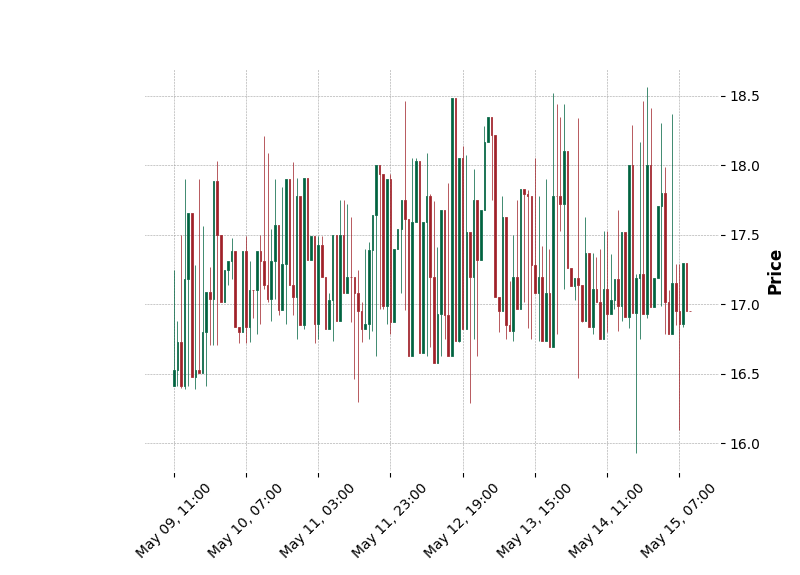 18.5
18.0
17.5
17.0
16.5
16.0
Price
May 09, 11:00
May 10, 07:00
May 11, 03:00
May 11, 23:00
May 12, 19:00
May 13, 15:00
May 14, 11:00
May 15, 07:00